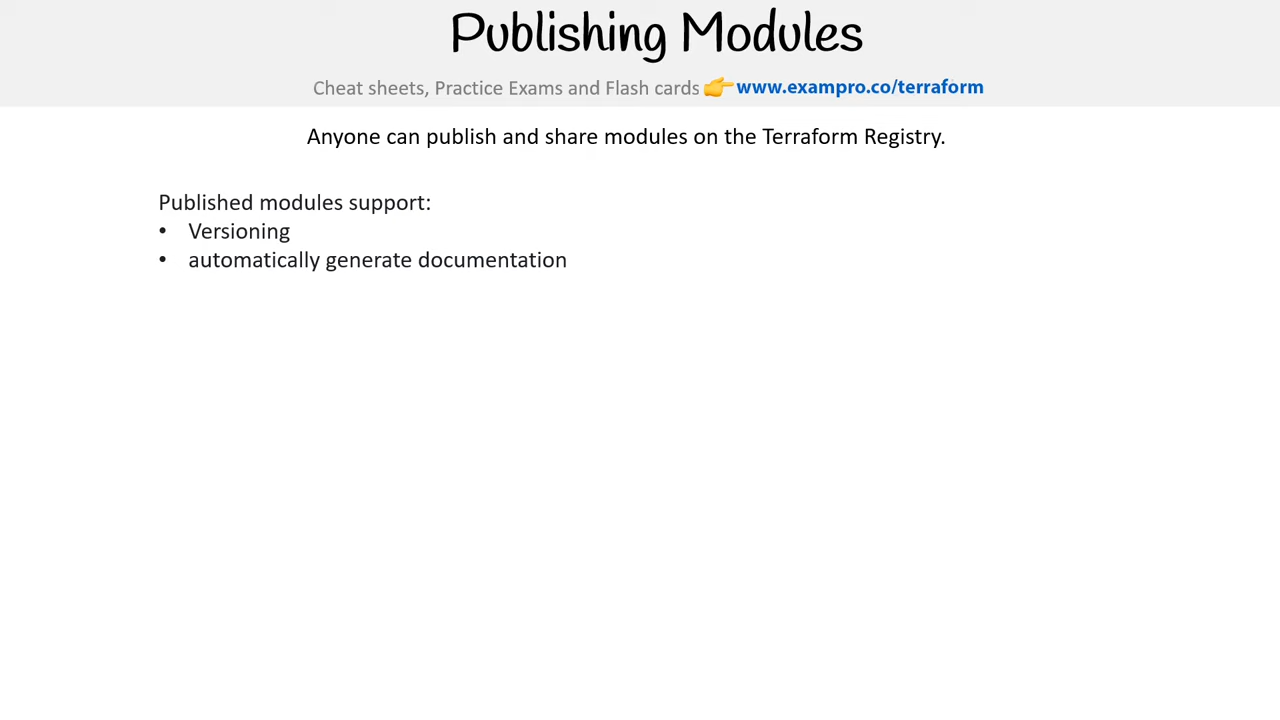 Publishing Modules
Cheat sheets, Practice Exams and Flash cards 👉 www.exampro.co/terraform
Anyone can publish and share modules on the Terraform Registry.
Published modules support:
• Versioning
• automatically generate documentation